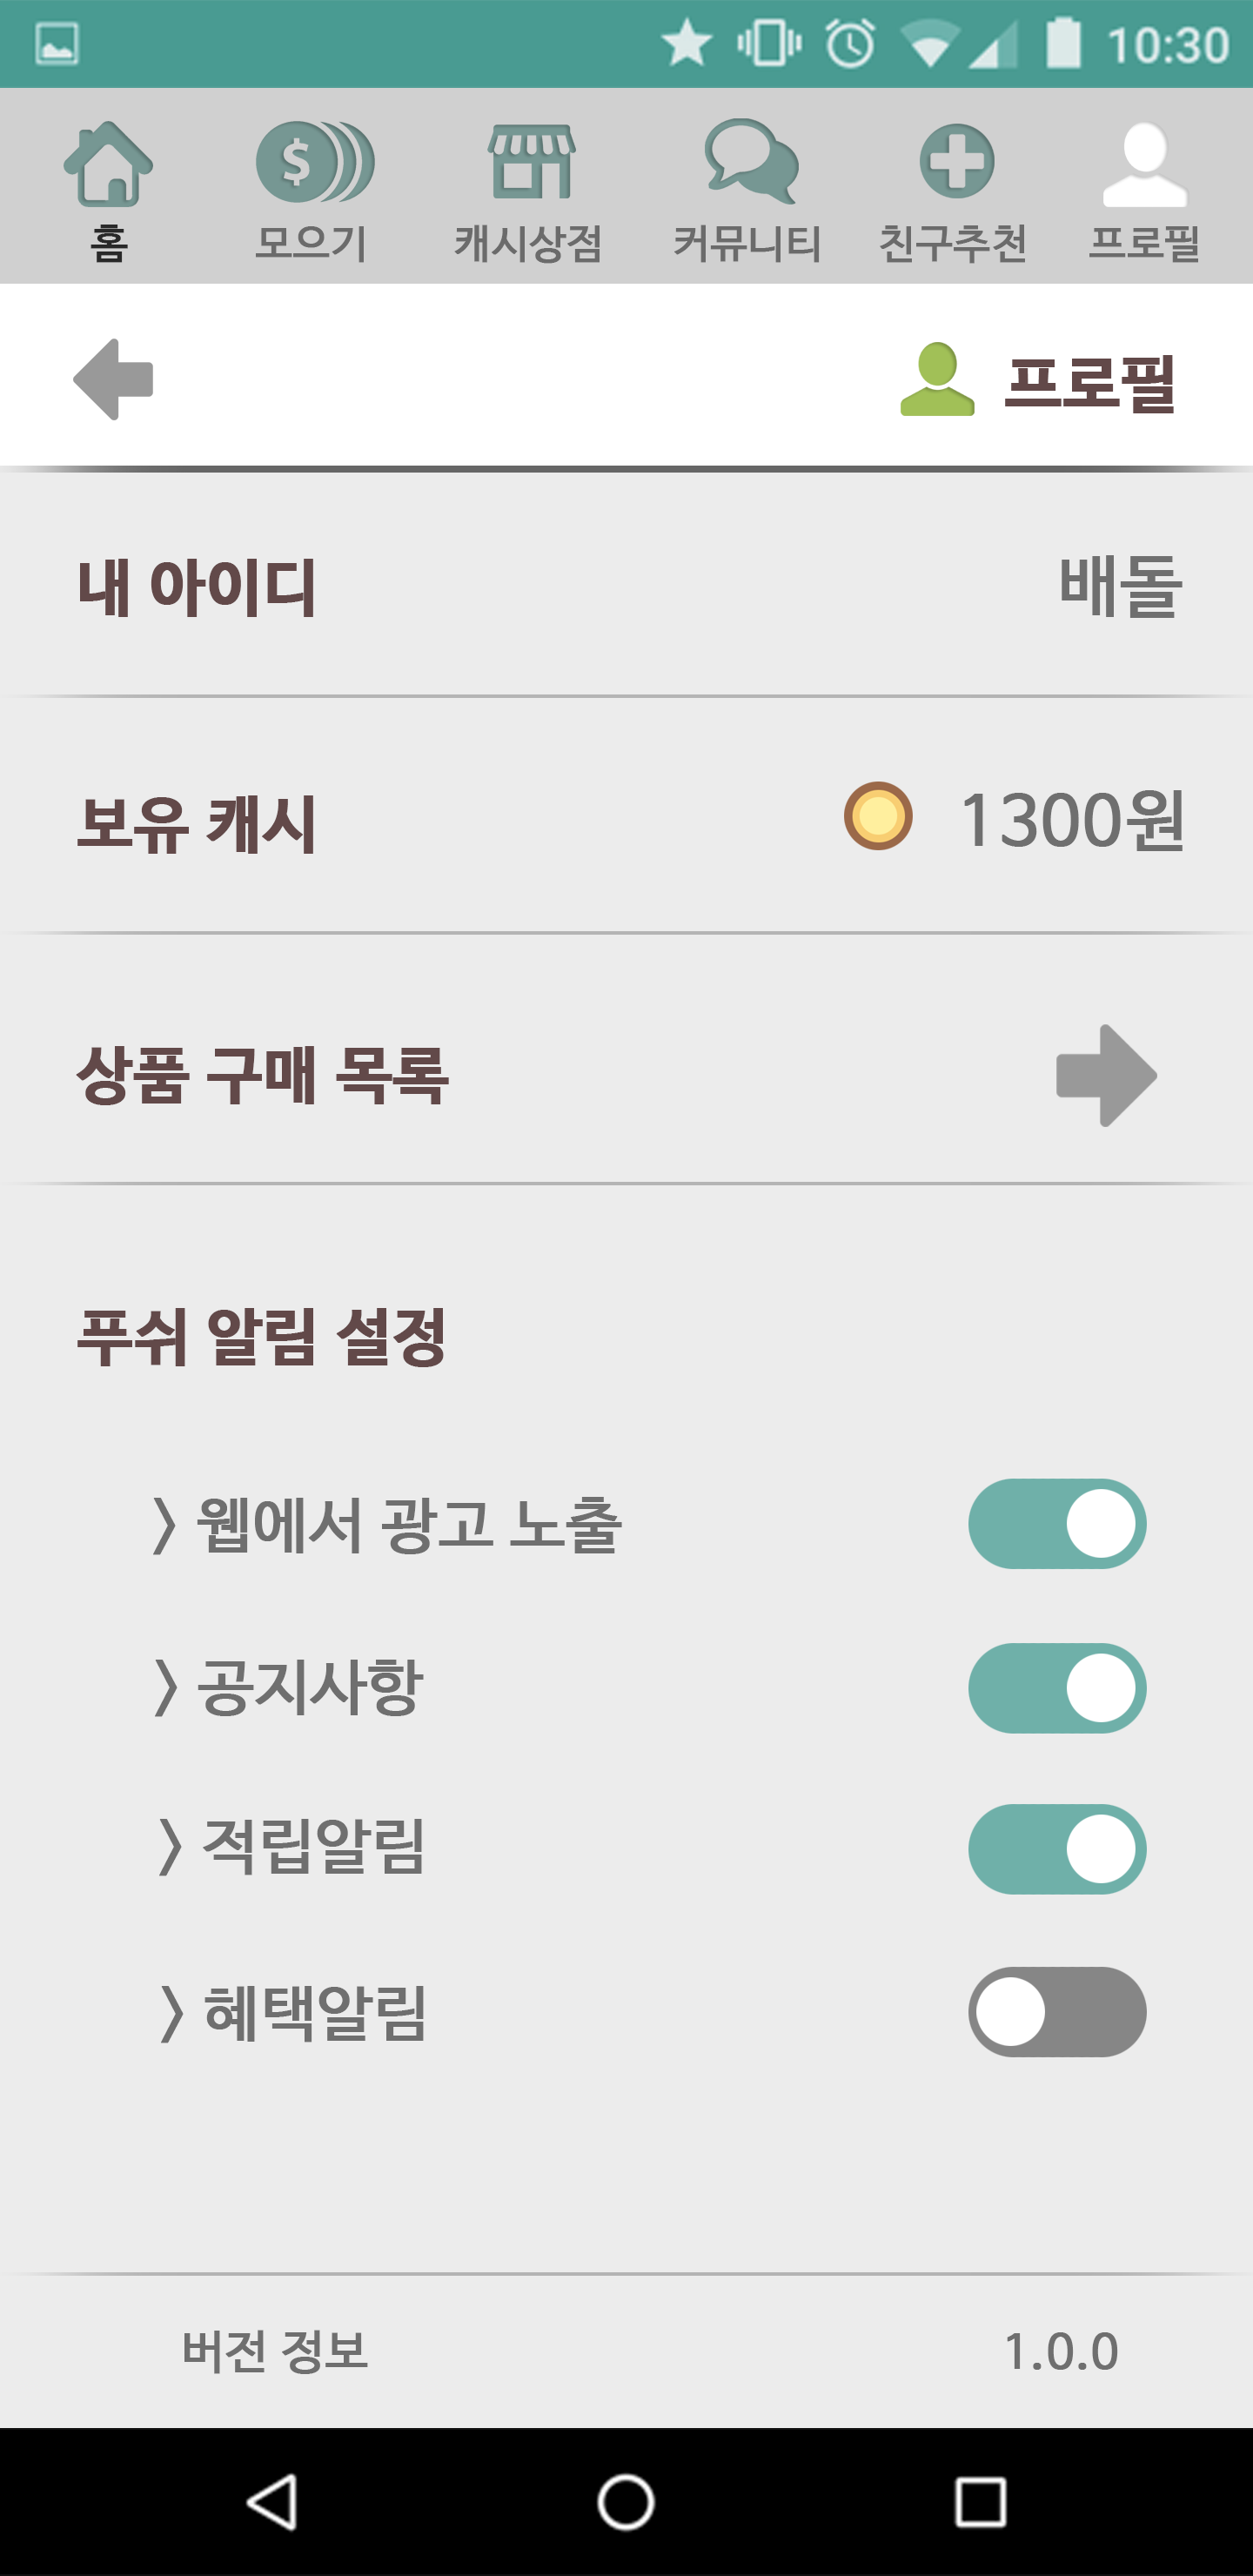 10:30
홈 모으기 캐시상점 커뮤니티 친구추천 프로필
프로필
내 아이디 배돌
보유 캐시 1300원
상품 구매 목록
푸쉬 알림 설정
> 웹에서 광고 노출
> 공지사항
> 적립알림
> 혜택알림
버전 정보 1.0.0